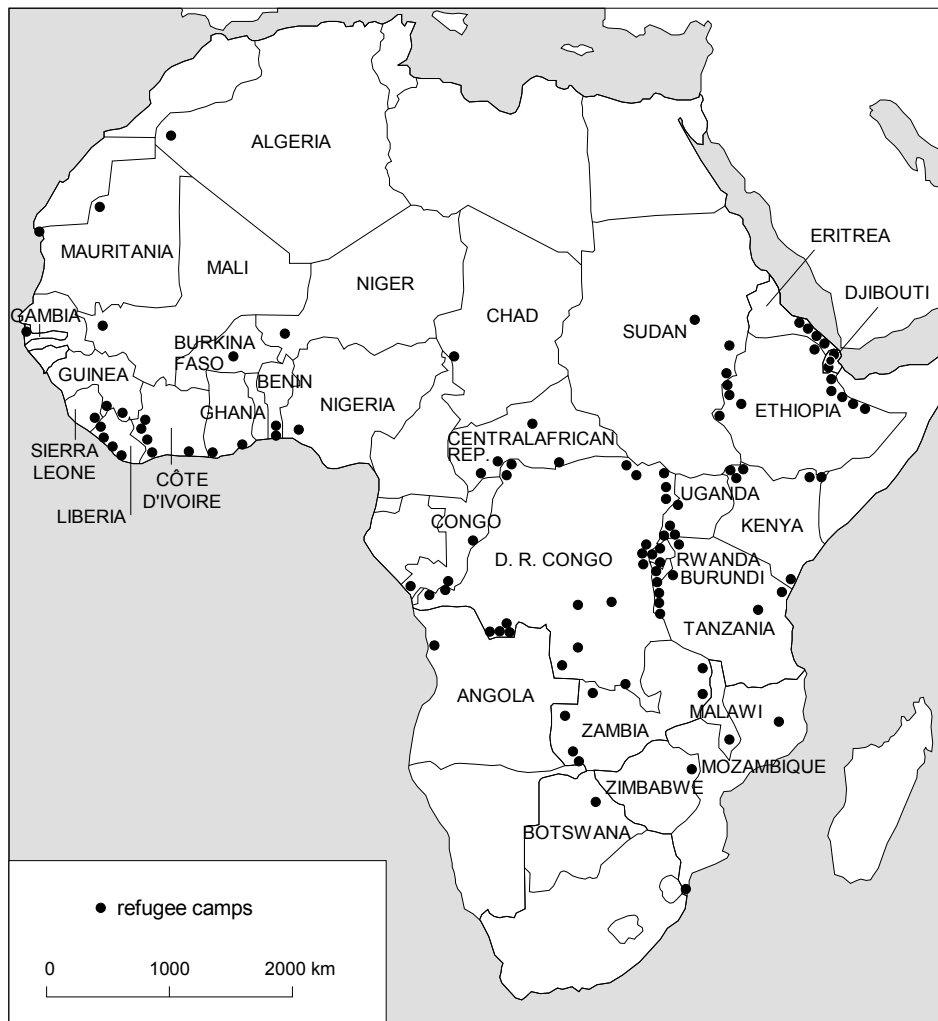 ALGERIA
ERITREA
MAURITANIA
MALI
NIGER
DJIBOUTI
GAMBIA
CHAD
SUDAN
BURKINA
FASO
GUINEA
BENIN
GHANA
NIGERIA
ETHIOPIA
SIERRA
LEONE
CENTRALAFRICAN
REP.
CÔTE
D'IVOIRE
LIBERIA
UGANDA
CONGO
KENYA
D. R. CONGO
RWANDA
BURUNDI
TANZANIA
ANGOLA
MALAWI
ZAMBIA
MOZAMBIQUE
ZIMBABWE
BOTSWANA
refugee camps
0 1000 2000 km